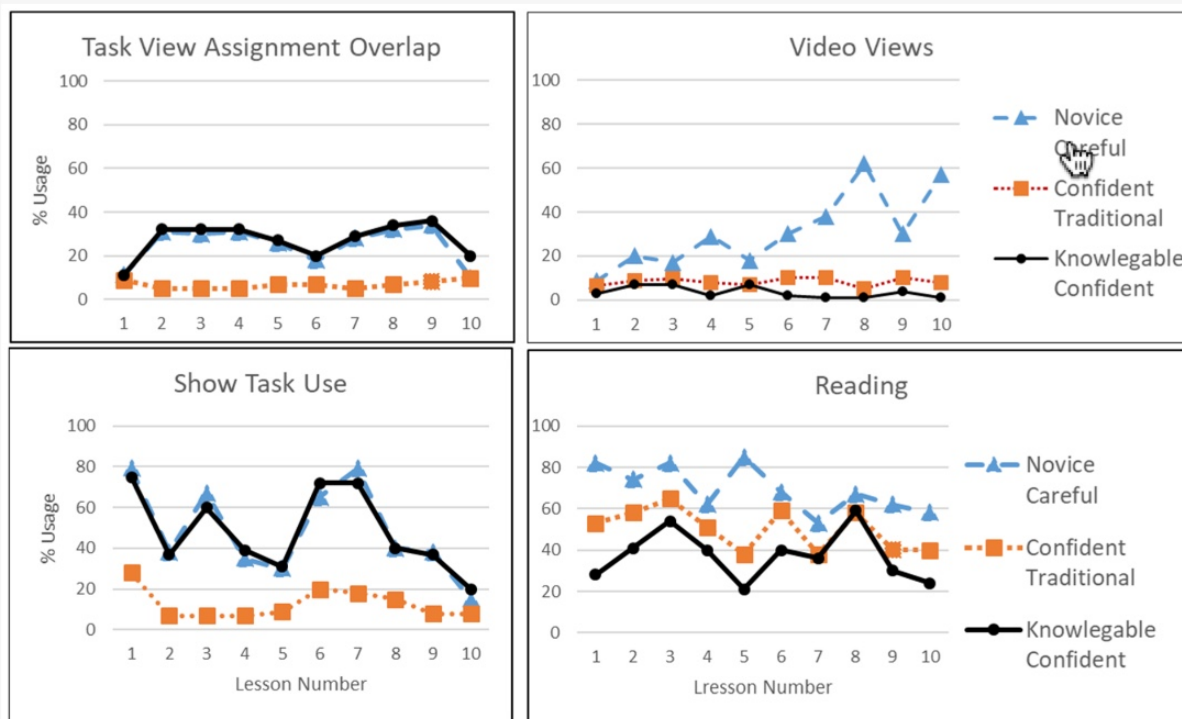 Task View Assignment Overlap
100
80
60
40
20
0
% Usage
1 2 3 4 5 6 7 8 9 10
Video Views
100
80
60
40
20
0
1 2 3 4 5 6 7 8 9 10
Novice
Careful
Confident
Traditional
Knowlegable
Confident
Show Task Use
100
80
60
40
20
0
% Usage
1 2 3 4 5 6 7 8 9 10
Lesson Number
Reading
100
80
60
40
20
0
1 2 3 4 5 6 7 8 9 10
Lresson Number
Novice
Careful
Confident
Traditional
Knowlegable
Confident